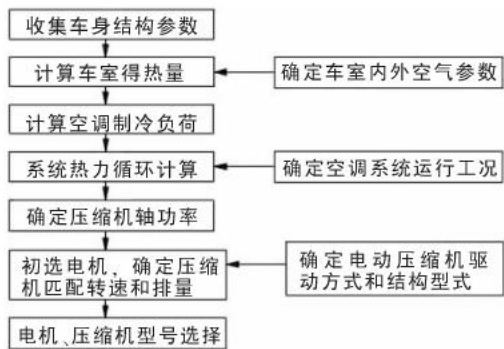 收集车身结构参数
计算车室得热量
确定车室内外空气参数
计算空调制冷负荷
系统热力循环计算
确定空调系统运行工况
确定压缩机轴功率
初选电机，确定压缩
机匹配转速和排量
确定电动压缩机驱
动方式和结构型式
电机、压缩机型号选择